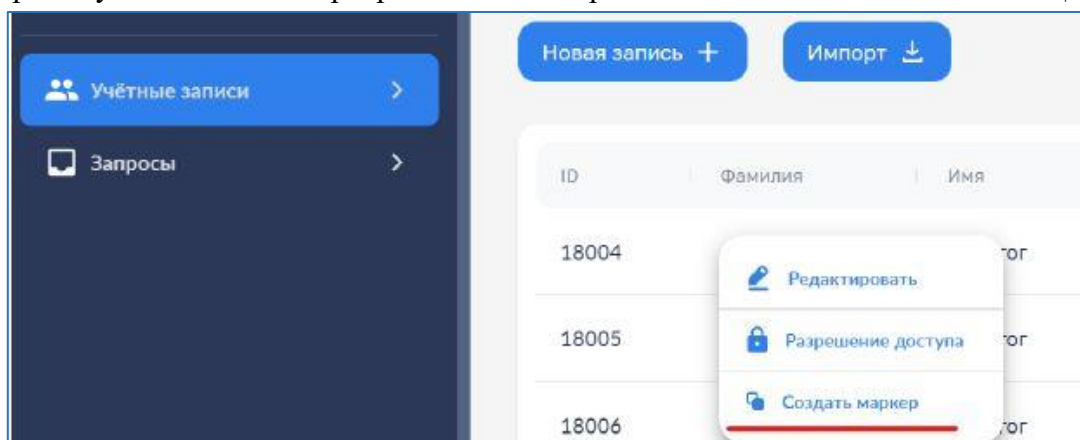 Новая запись
Импорт
Учётные записи
Запросы
ID Фамилия Имя
18004
Редактировать
18005
Разрешение доступа
Создать маркер
18006